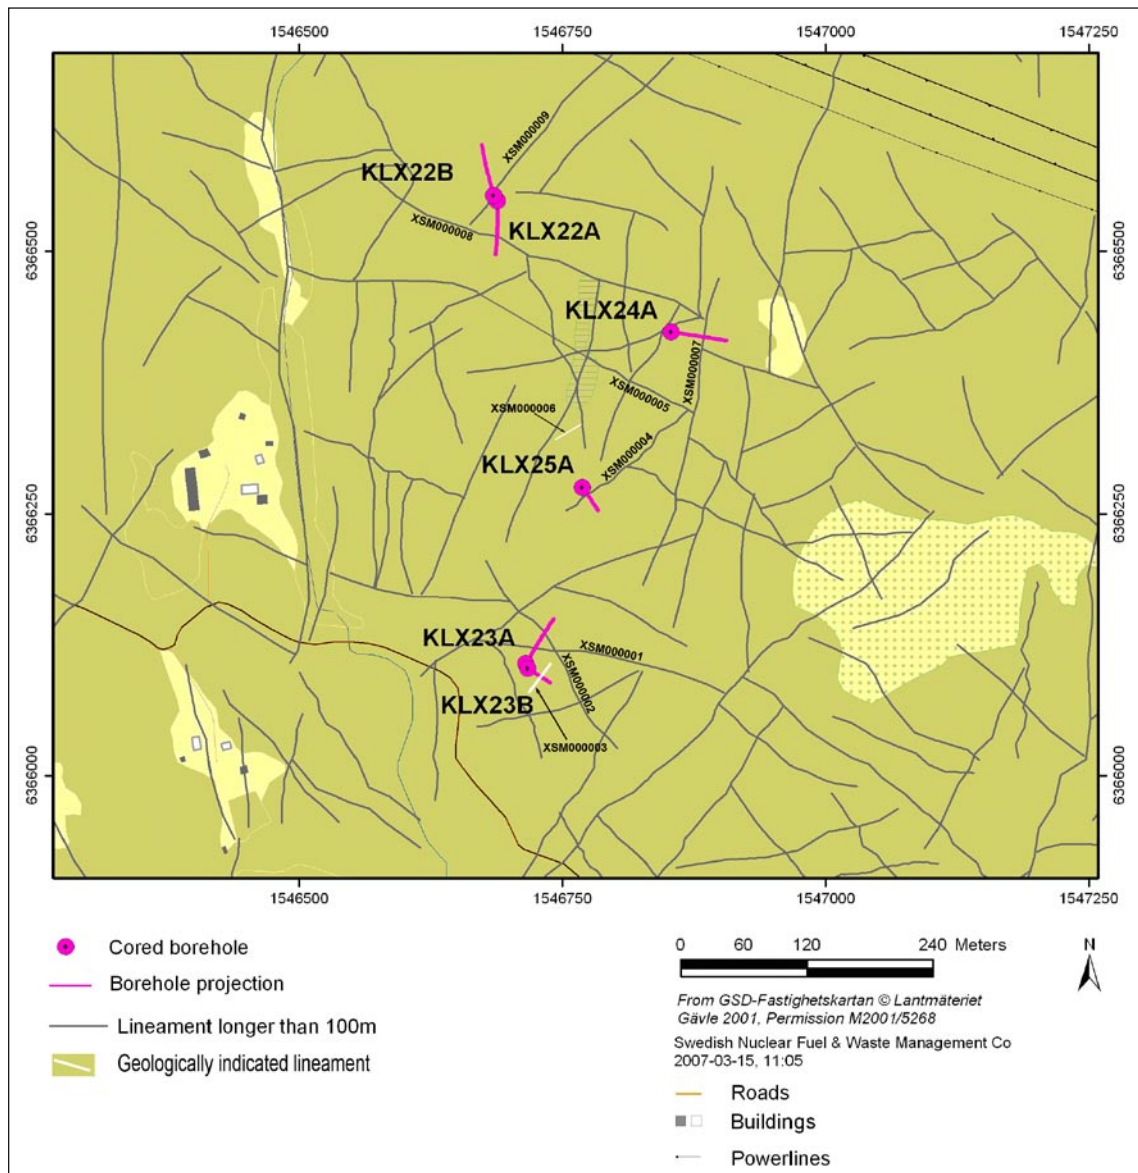 1546500
1546750
1547000
1547250
XSM000009
KLX22B
XSM000008
KLX22A
6366500
6366500
KLX24A
XSM000007
XSM000005
XSM000006
XSM000004
KLX25A
6366250
6366250
KLX23A
XSM000001
XSM000002
KLX23B
XSM000003
6366000
6366000
1546500
1546750
1547000
1547250
Cored borehole
Borehole projection
Lineament longer than 100m
Geologically indicated lineament
0 60 120 240 Meters
N
From GSD-Fastighetskartan © Lantmäteriet
Gävle 2001, Permission M2001/5268
Swedish Nuclear Fuel & Waste Management Co
2007-03-15, 11:05
Roads
Buildings
Powerlines